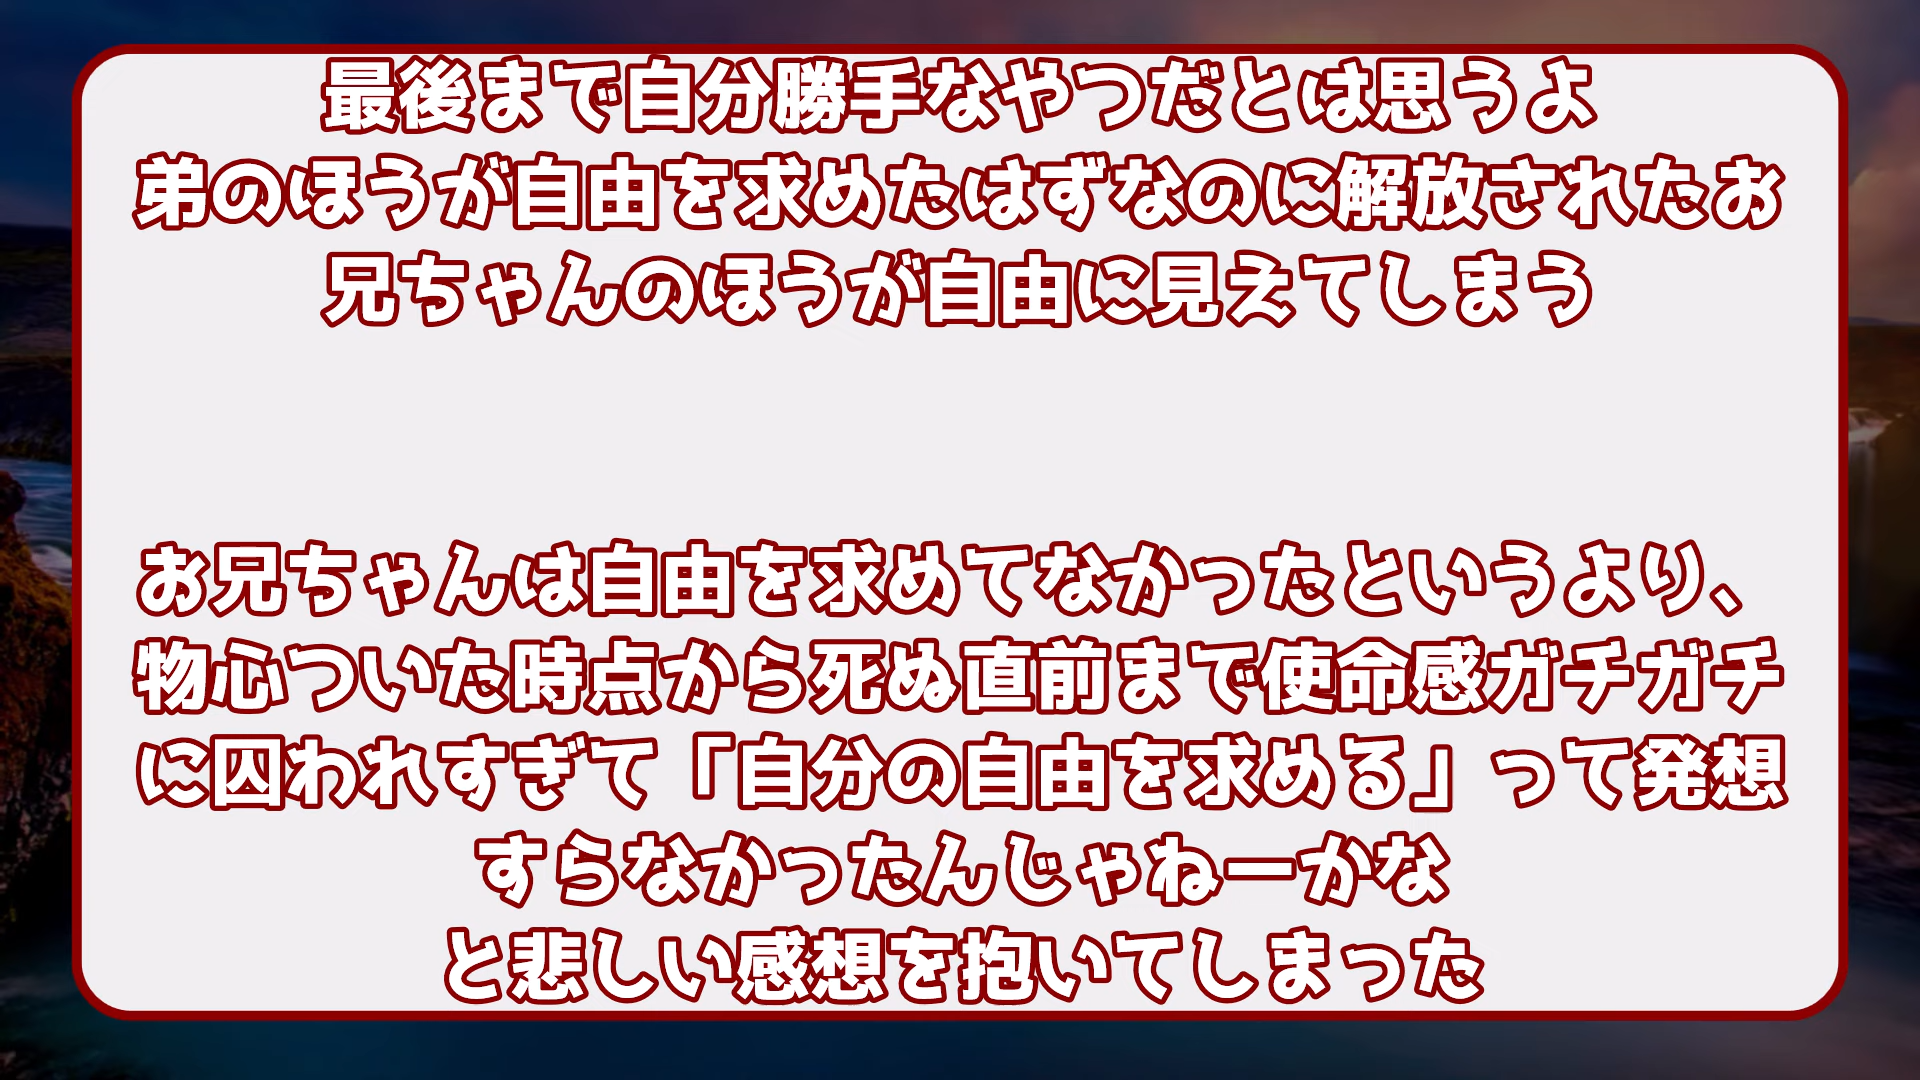 最後まで自分勝手なやつだとは思うよ
弟のほうが自由を求めたはずなのに解放されたお
兄ちゃんのほうが自由に見えてしまう
お兄ちゃんは自由を求めてなかったというより、
物心ついた時点から死ぬ直前まで使命感ガチガチ
に囚われすぎて「自分の自由を求める」って発想
すらなかったんじゃねーかな
と悲しい感想を抱いてしまった